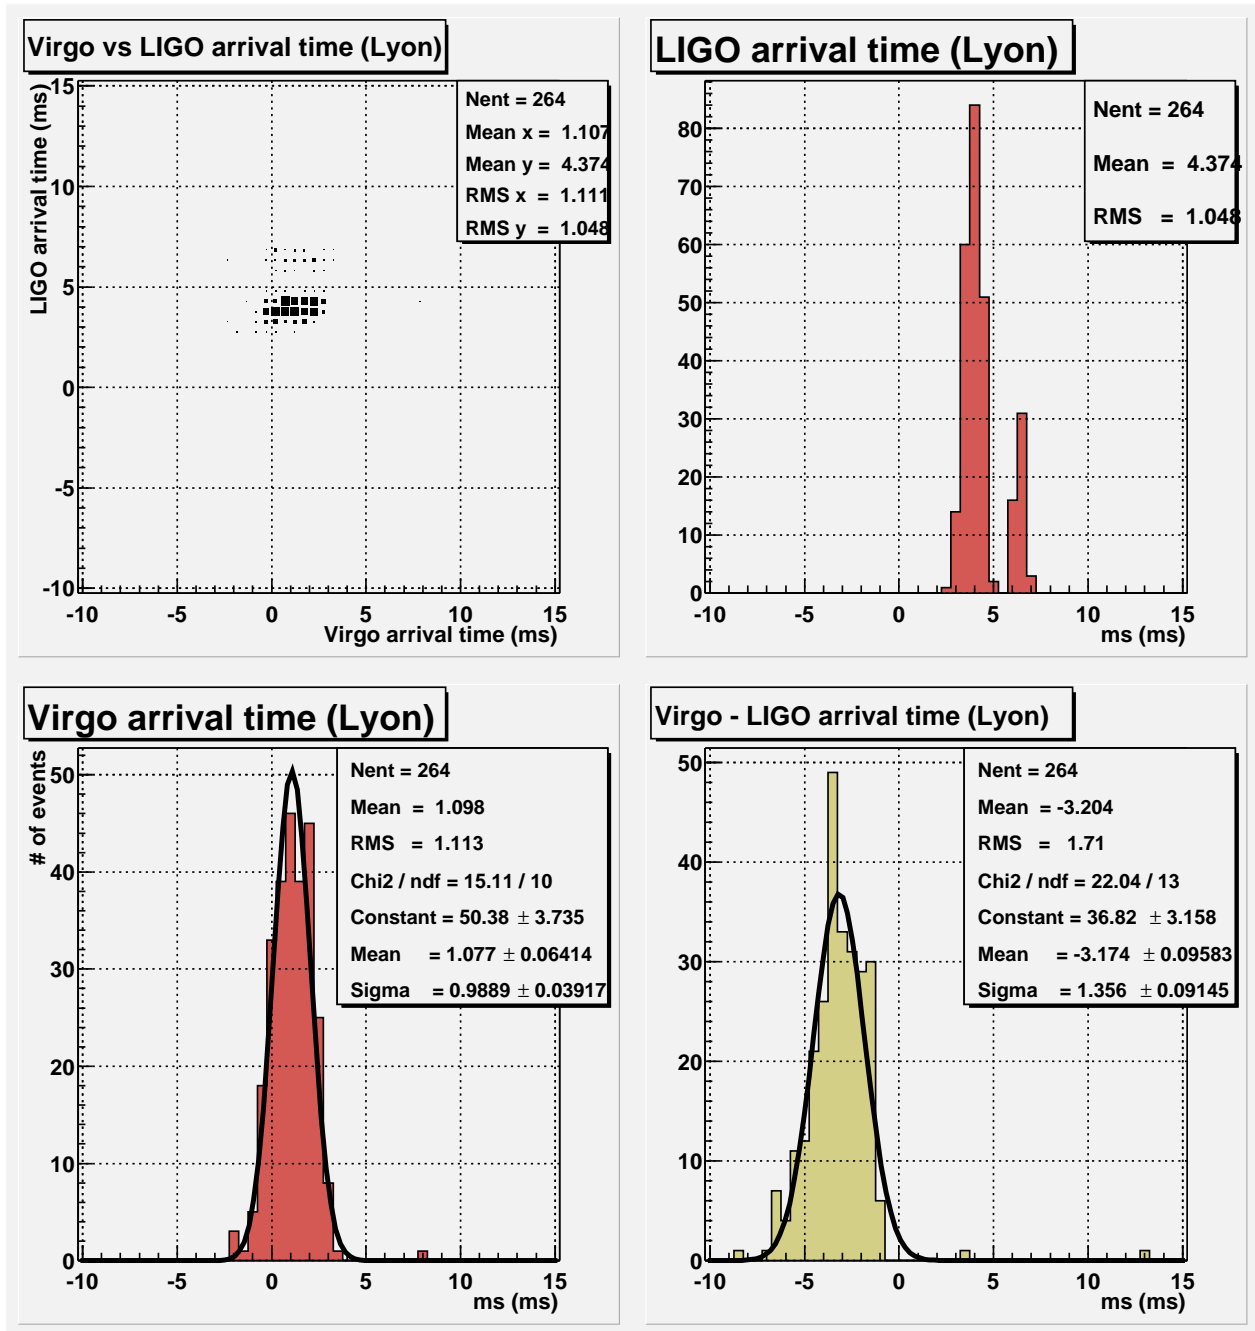 Virgo vs LIGO arrival time (Lyon)
LIGO arrival time (ms)
Nent = 264
Mean x = 1.107
Mean y = 4.374
RMS x = 1.111
RMS y = 1.048
15
10
5
0
-5
-10
-10 -5 0 5 10 15
Virgo arrival time (ms)
LIGO arrival time (Lyon)
Nent = 264
Mean = 4.374
RMS = 1.048
80
70
60
50
40
30
20
10
0
-10 -5 0 5 10 15
ms (ms)
Virgo arrival time (Lyon)
# of events
Nent = 264
Mean = 1.098
RMS = 1.113
Chi2 / ndf = 15.11 / 10
Constant = 50.38 ± 3.735
Mean = 1.077 ± 0.06414
Sigma = 0.9889 ± 0.03917
50
40
30
20
10
0
-10 -5 0 5 10 15
ms (ms)
Virgo - LIGO arrival time (Lyon)
Nent = 264
Mean = -3.204
RMS = 1.71
Chi2 / ndf = 22.04 / 13
Constant = 36.82 ± 3.158
Mean = -3.174 ± 0.09583
Sigma = 1.356 ± 0.09145
50
40
30
20
10
0
-10 -5 0 5 10 15
ms (ms)